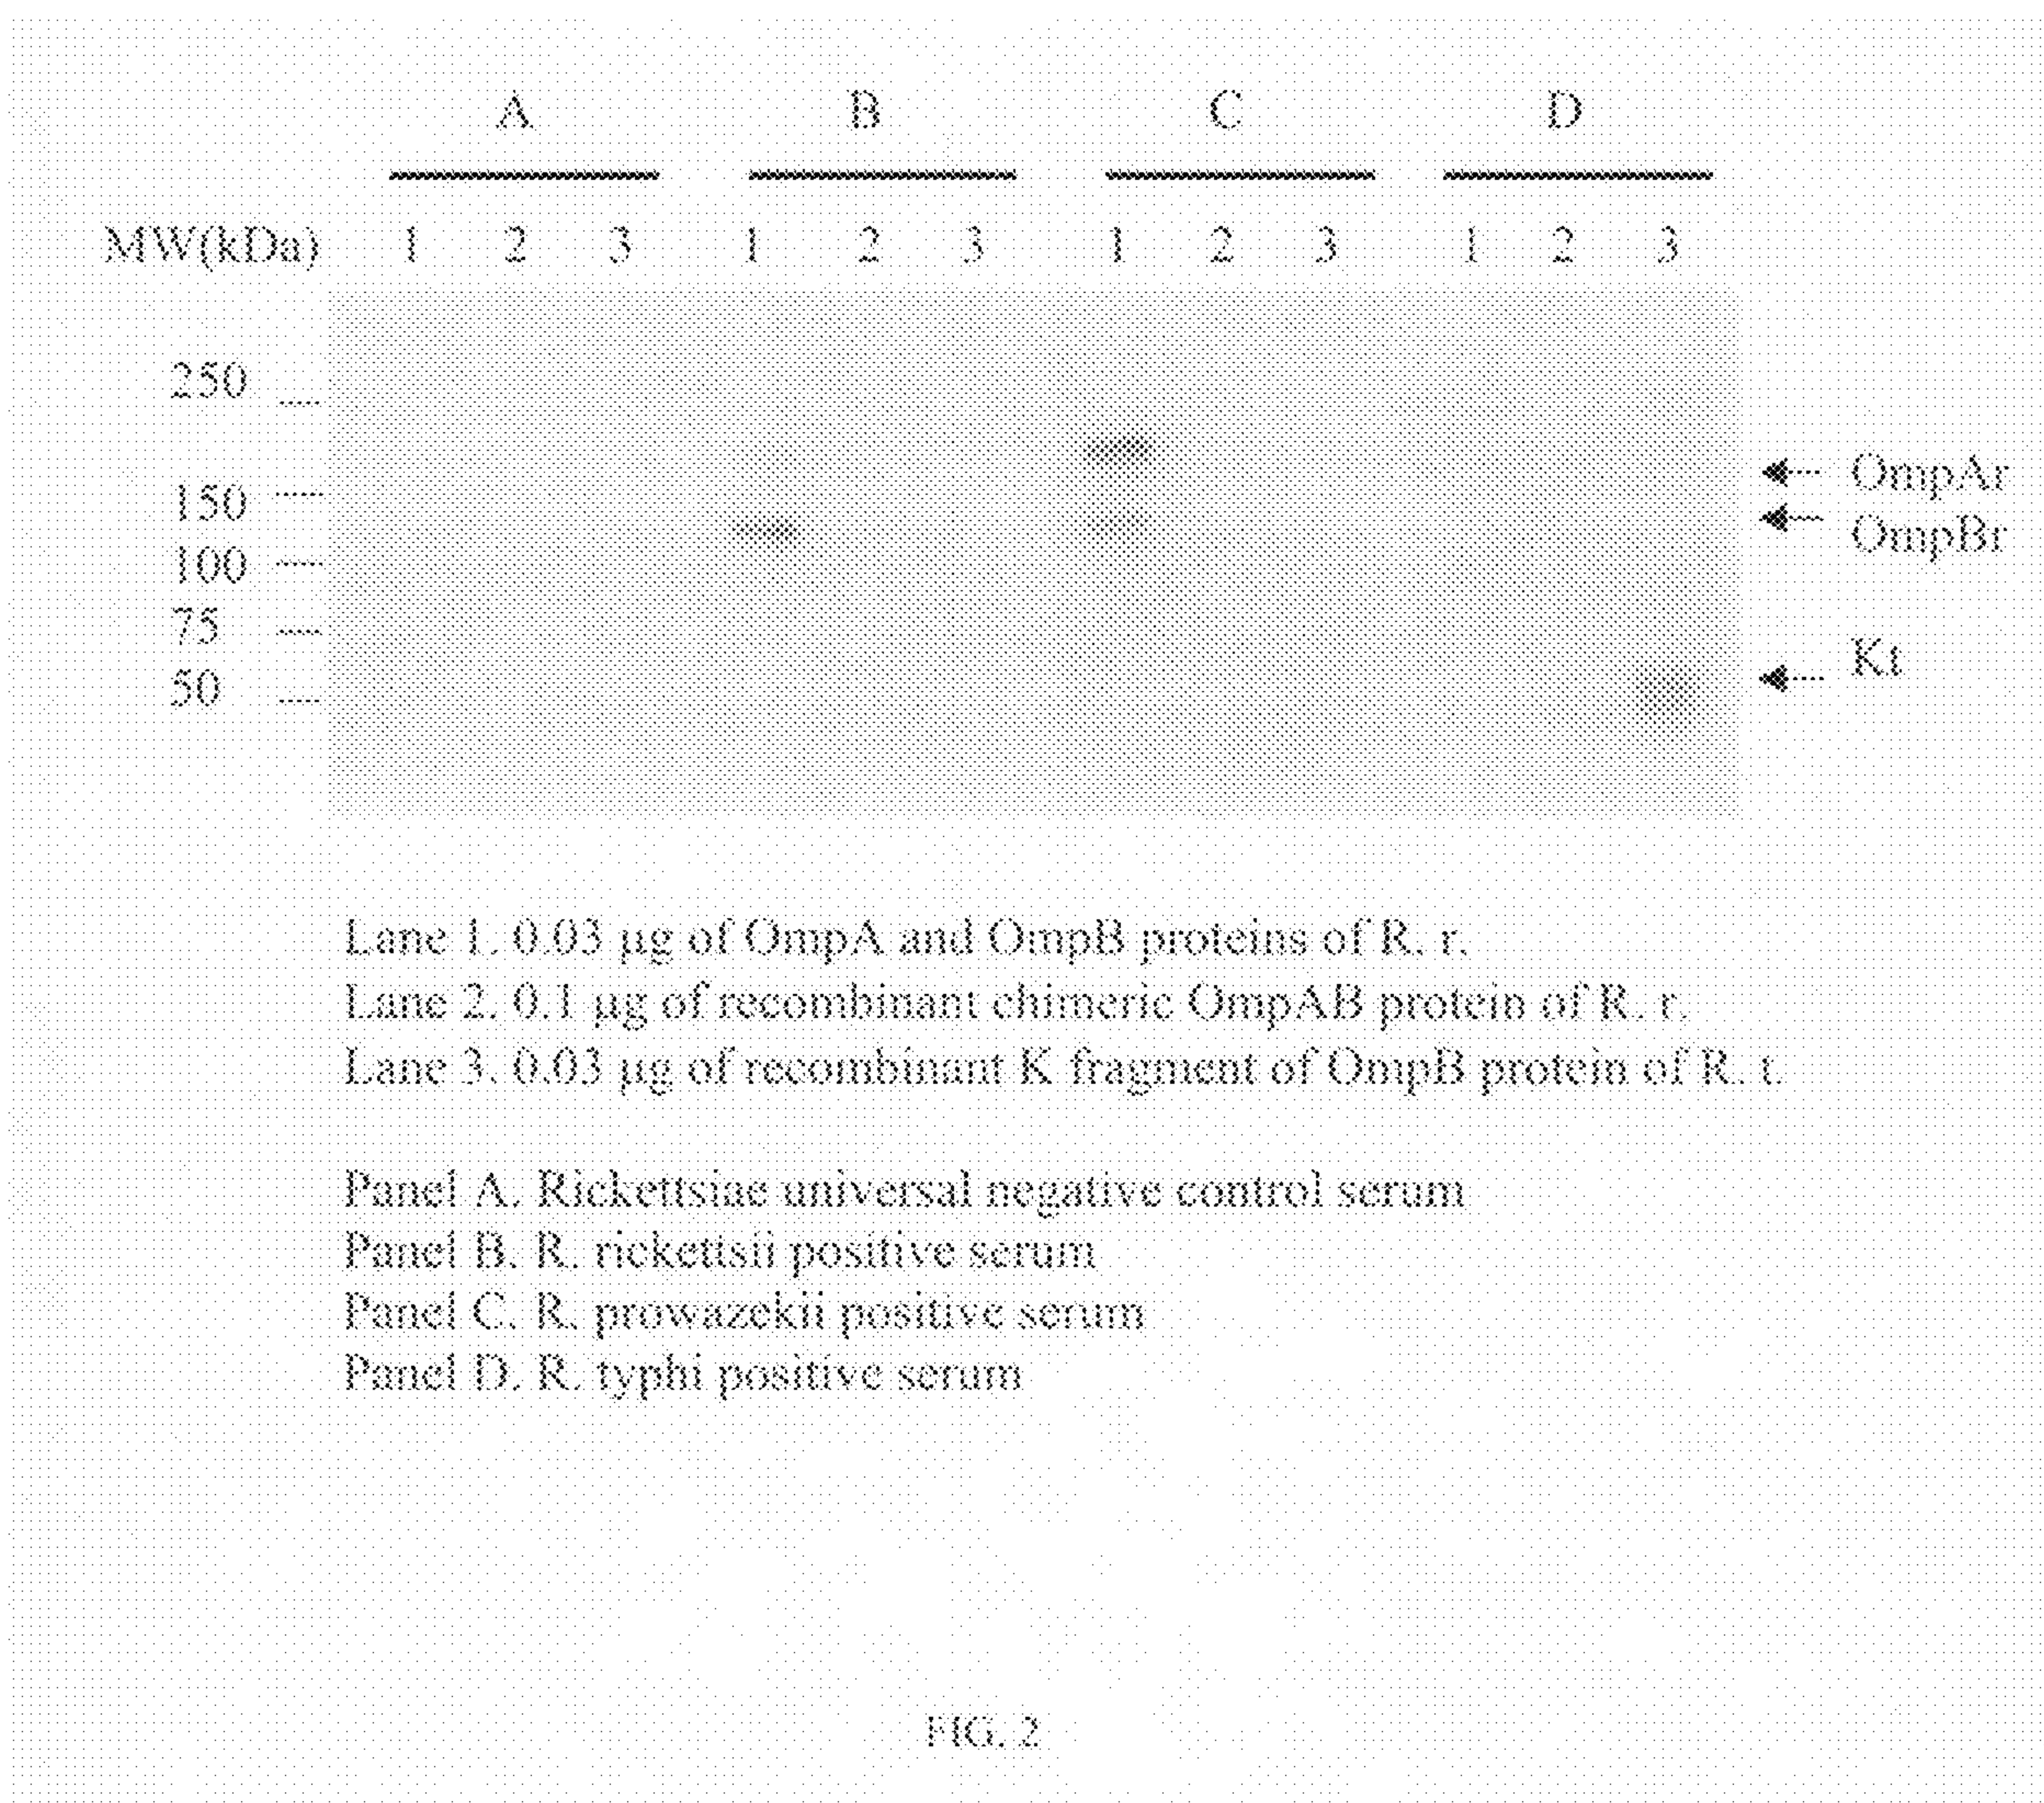 A B C D
MW(kDa) 1 2 3 1 2 3 1 2 3 1 2 3
250
150
100
75
50
OmpAr
OmpBr
Kt
Lane 1. 0.03 µg of OmpA and OmpB proteins of R. r.
Lane 2. 0.1 µg of recombinant chimeric OmpAB protein of R. r.
Lane 3. 0.03 µg of recombinant K fragment of OmpB protein of R. t.
Panel A. Rickettsiae universal negative control serum
Panel B. R. rickettsii positive serum
Panel C. R. prowazekii positive serum
Panel D. R. typhi positive serum
FIG. 2